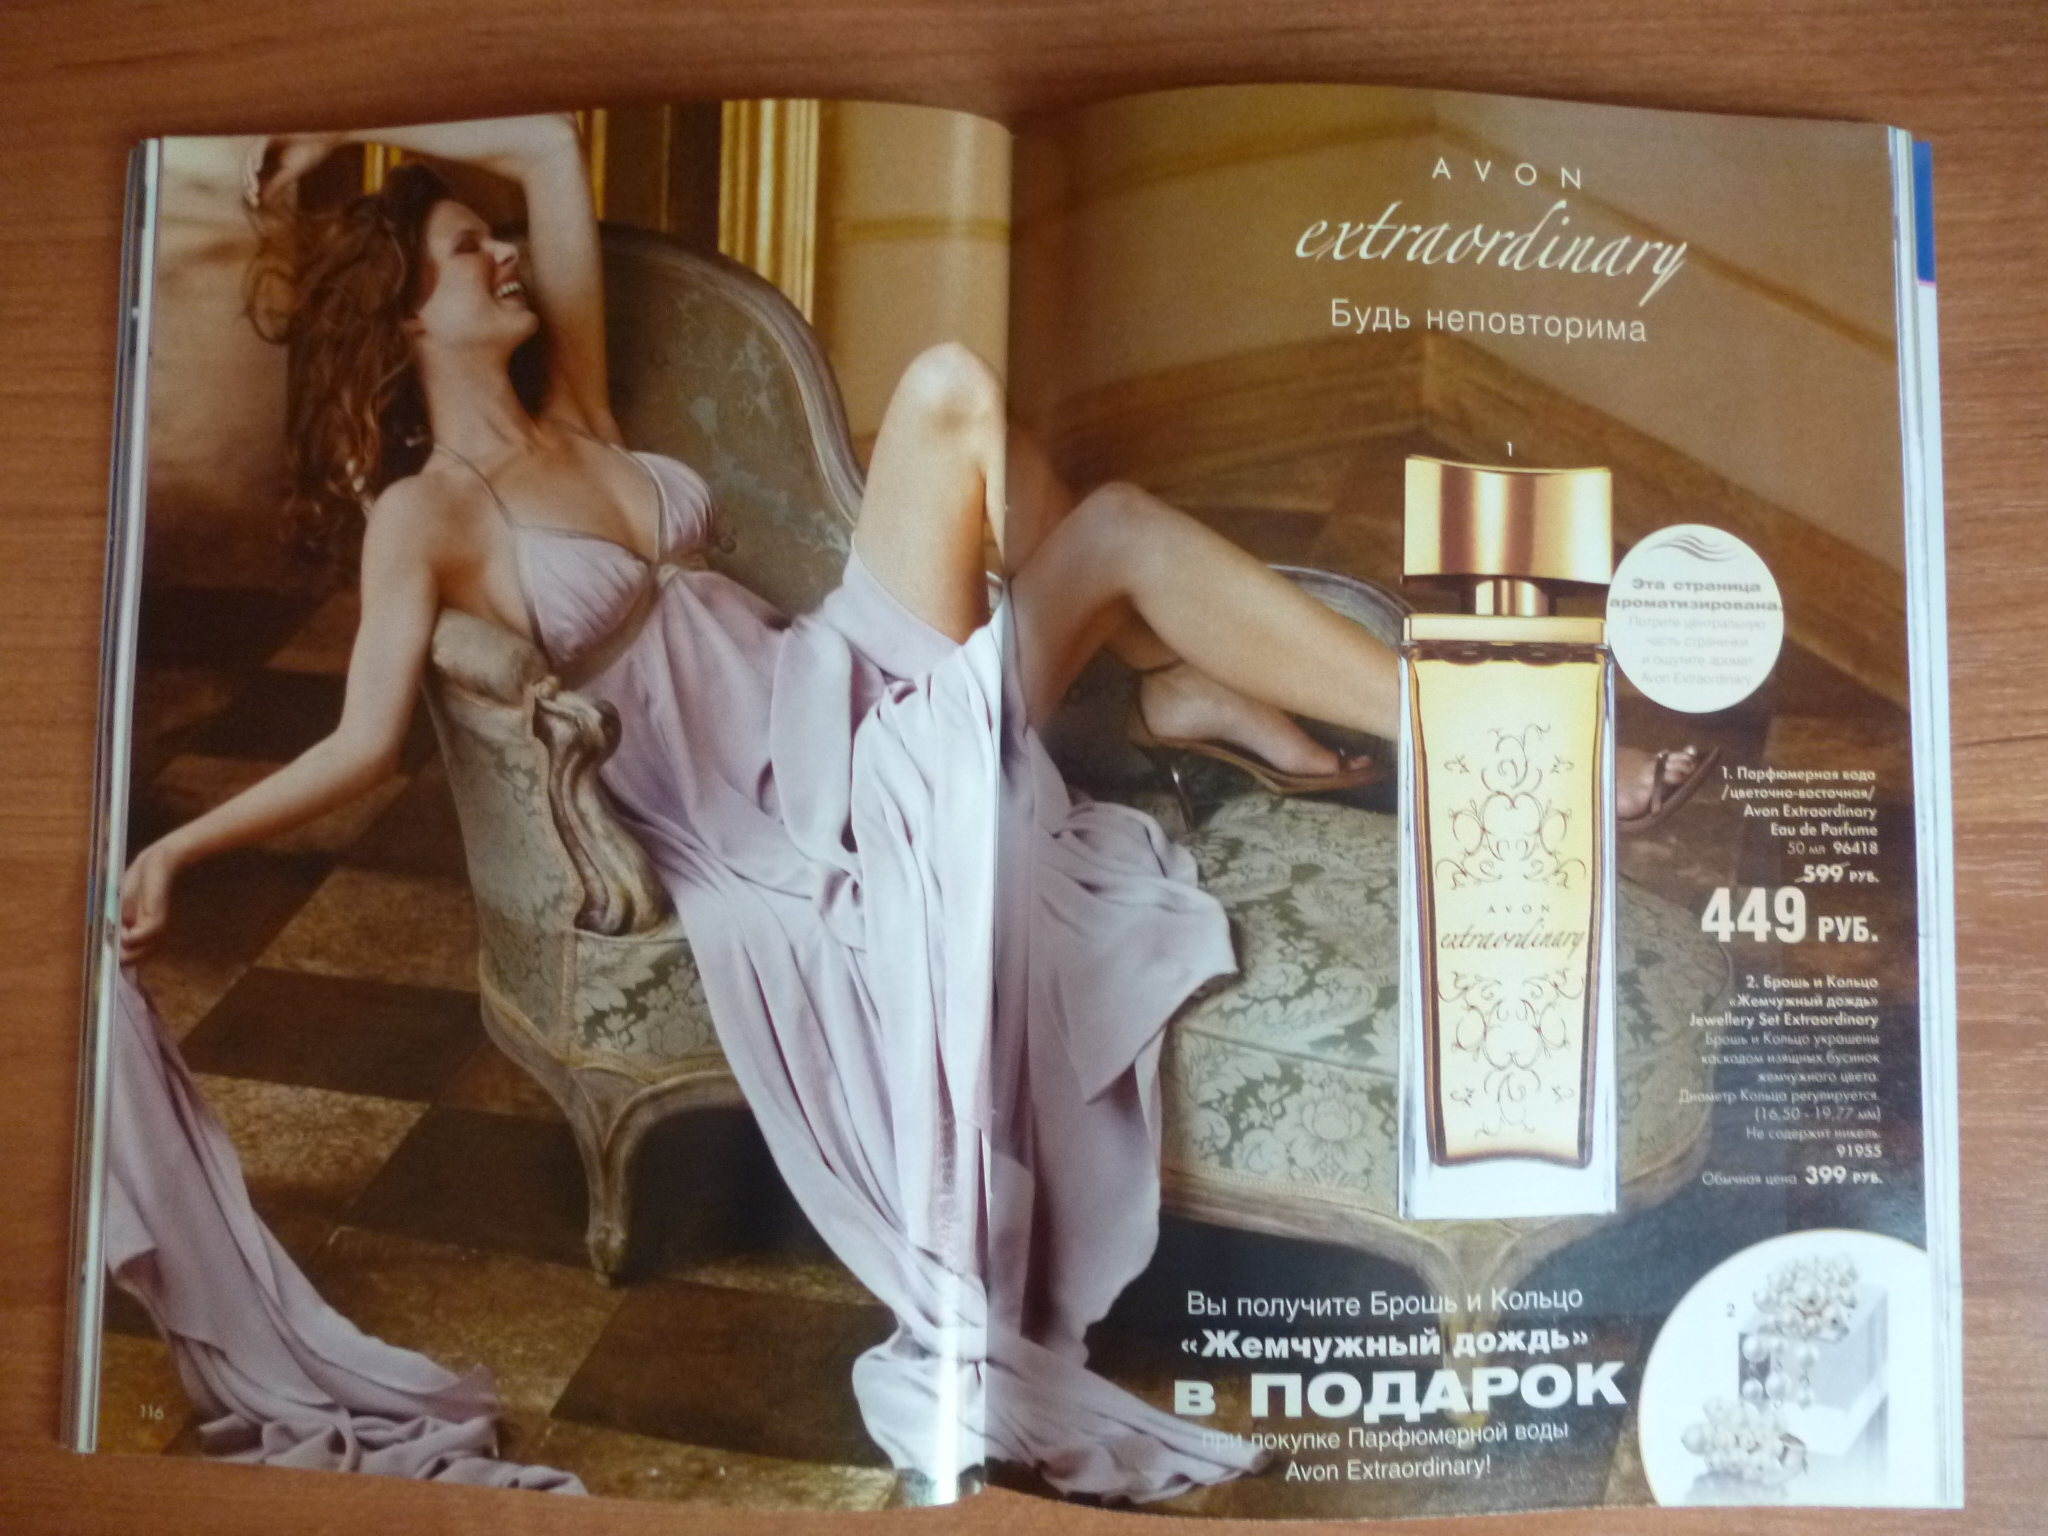 AVON
extraordinary
Будь неповторима
1
Эта страница
ароматизирована.
Потрите центральную
часть странички
и ощутите аромат
Avon Extraordinary
1. Парфюмерная вода
/цветочно-восточная/
Avon Extraordinary
Eau de Parfume
50 мл 96418
599 РУБ.
449 РУБ.
AVON
extraordinary
2. Брошь и Кольцо
«Жемчужный дождь»
Jewellery Set Extraordinary
Брошь и Кольцо украшены
каскадом изящных бусинок
жемчужного цвета.
Диаметр Кольца регулируется.
(16,50 - 19,77 мм)
Не содержит никель.
91955
Обычная цена 399 РУБ.
Вы получите Брошь и Кольцо
«Жемчужный дождь»
в ПОДАРОК
при покупке Парфюмерной воды
Avon Extraordinary!
2
116